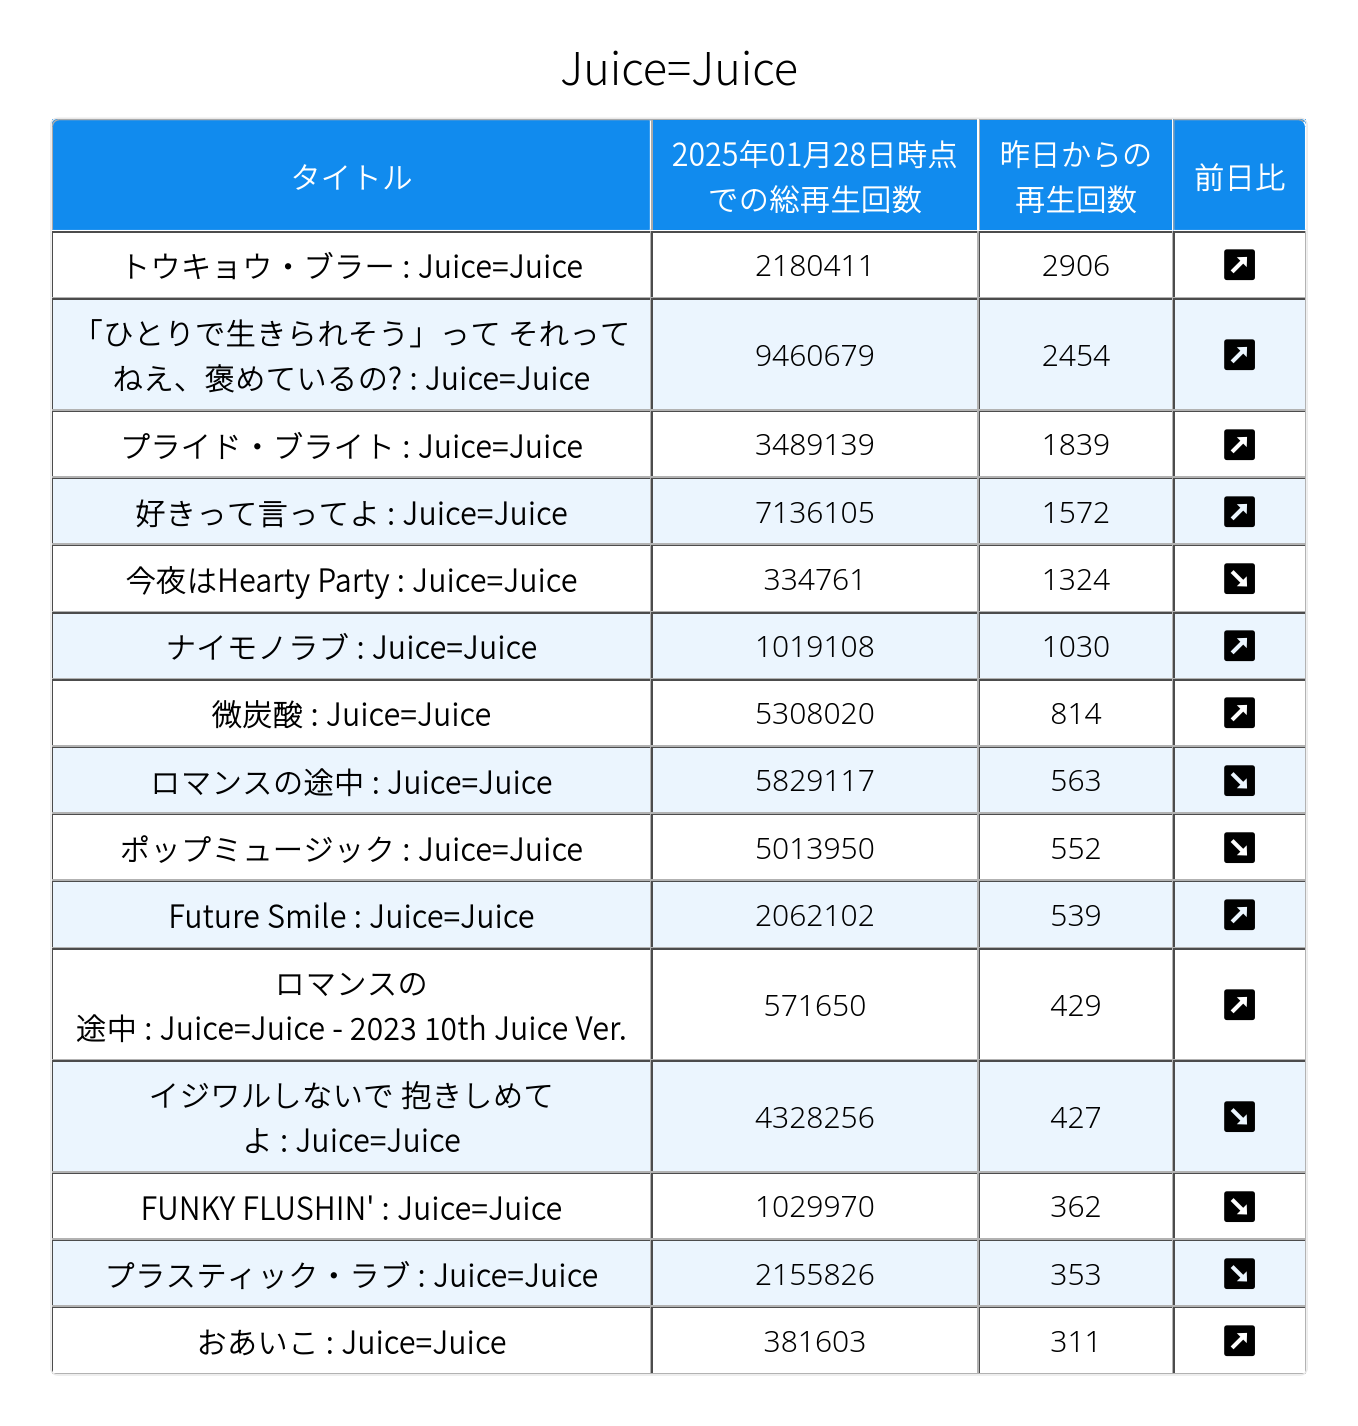 Juice=Juice
タイトル
2025年01月28日時点
での総再生回数
昨日からの
再生回数
前日比
トウキョウ・ブラー : Juice=Juice
2180411
2906
「ひとりで生きられそう」って それって
ねえ、褒めているの? : Juice=Juice
9460679
2454
プライド・ブライト : Juice=Juice
3489139
1839
好きって言ってよ : Juice=Juice
7136105
1572
今夜はHearty Party : Juice=Juice
334761
1324
ナイモノラブ : Juice=Juice
1019108
1030
微炭酸 : Juice=Juice
5308020
814
ロマンスの途中 : Juice=Juice
5829117
563
ポップミュージック : Juice=Juice
5013950
552
Future Smile : Juice=Juice
2062102
539
ロマンスの
途中 : Juice=Juice - 2023 10th Juice Ver.
571650
429
イジワルしないで 抱きしめて
よ : Juice=Juice
4328256
427
FUNKY FLUSHIN' : Juice=Juice
1029970
362
プラスティック・ラブ : Juice=Juice
2155826
353
おあいこ : Juice=Juice
381603
311